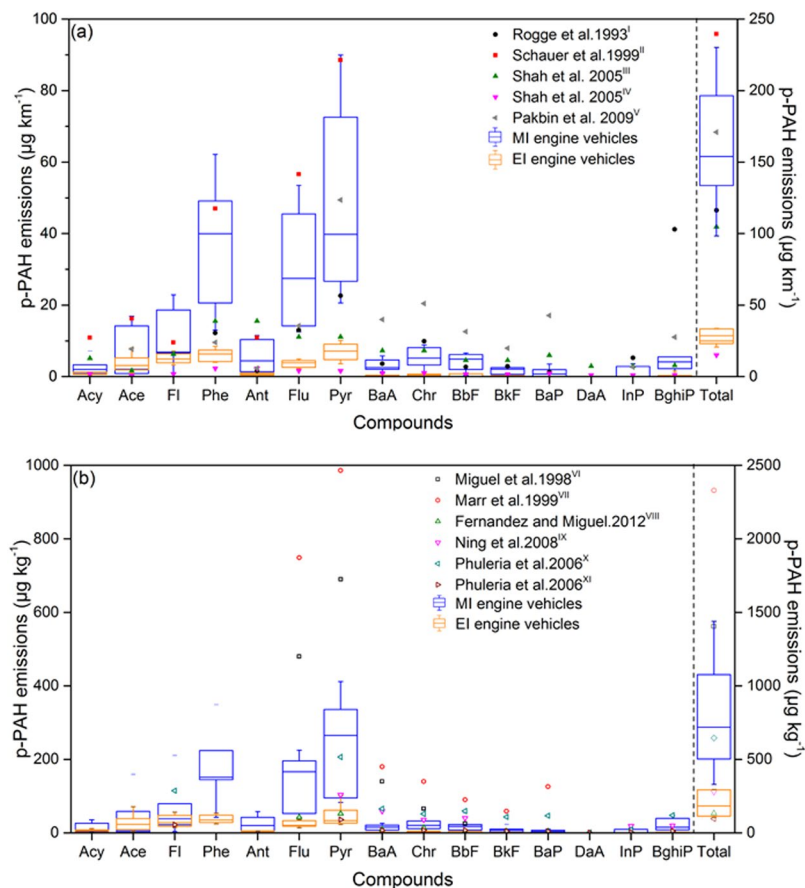 (a)
Rogge et al.1993ᴵ
Schauer et al.1999ᴵᴵ
Shah et al. 2005ᴵᴵᴵ
Shah et al. 2005ᴵⱽ
Pakbin et al. 2009ⱽ
MI engine vehicles
EI engine vehicles
p-PAH emissions (µg km⁻¹)
100
80
60
40
20
0
p-PAH emissions (µg km⁻¹)
250
200
150
100
50
0
Acy Ace Fl Phe Ant Flu Pyr BaA Chr BbF BkF BaP DaA InP BghiP Total
Compounds
(b)
Miguel et al.1998ⱽᴵ
Marr et al.1999ⱽᴵᴵ
Fernandez and Miguel.2012ⱽᴵᴵᴵ
Ning et al.2008ᴵˣ
Phuleria et al.2006ˣ
Phuleria et al.2006ˣᴵ
MI engine vehicles
EI engine vehicles
p-PAH emissions (µg kg⁻¹)
1000
800
600
400
200
0
p-PAH emissions (µg kg⁻¹)
2500
2000
1500
1000
500
0
Acy Ace Fl Phe Ant Flu Pyr BaA Chr BbF BkF BaP DaA InP BghiP Total
Compounds